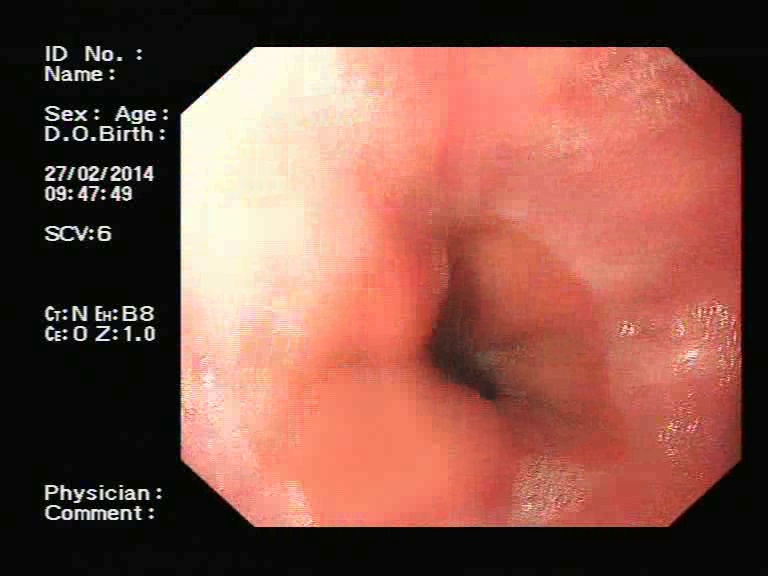 ID No. :
Name:
Sex: Age:
D.O.Birth:
27/02/2014
09:47:49
SCV:6
CT:N EH:B8
CE:0 Z:1.0
Physician:
Comment: